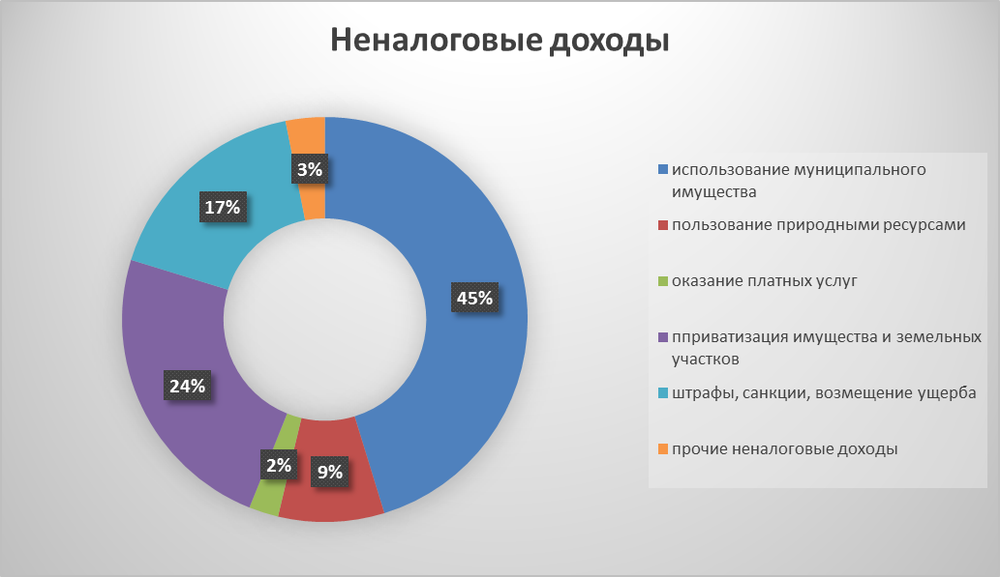 Неналоговые доходы
3%
17%
45%
24%
2%
9%
использование муниципального
имущества
пользование природными ресурсами
оказание платных услуг
пприватизация имущества и земельных
участков
штрафы, санкции, возмещение ущерба
прочие неналоговые доходы